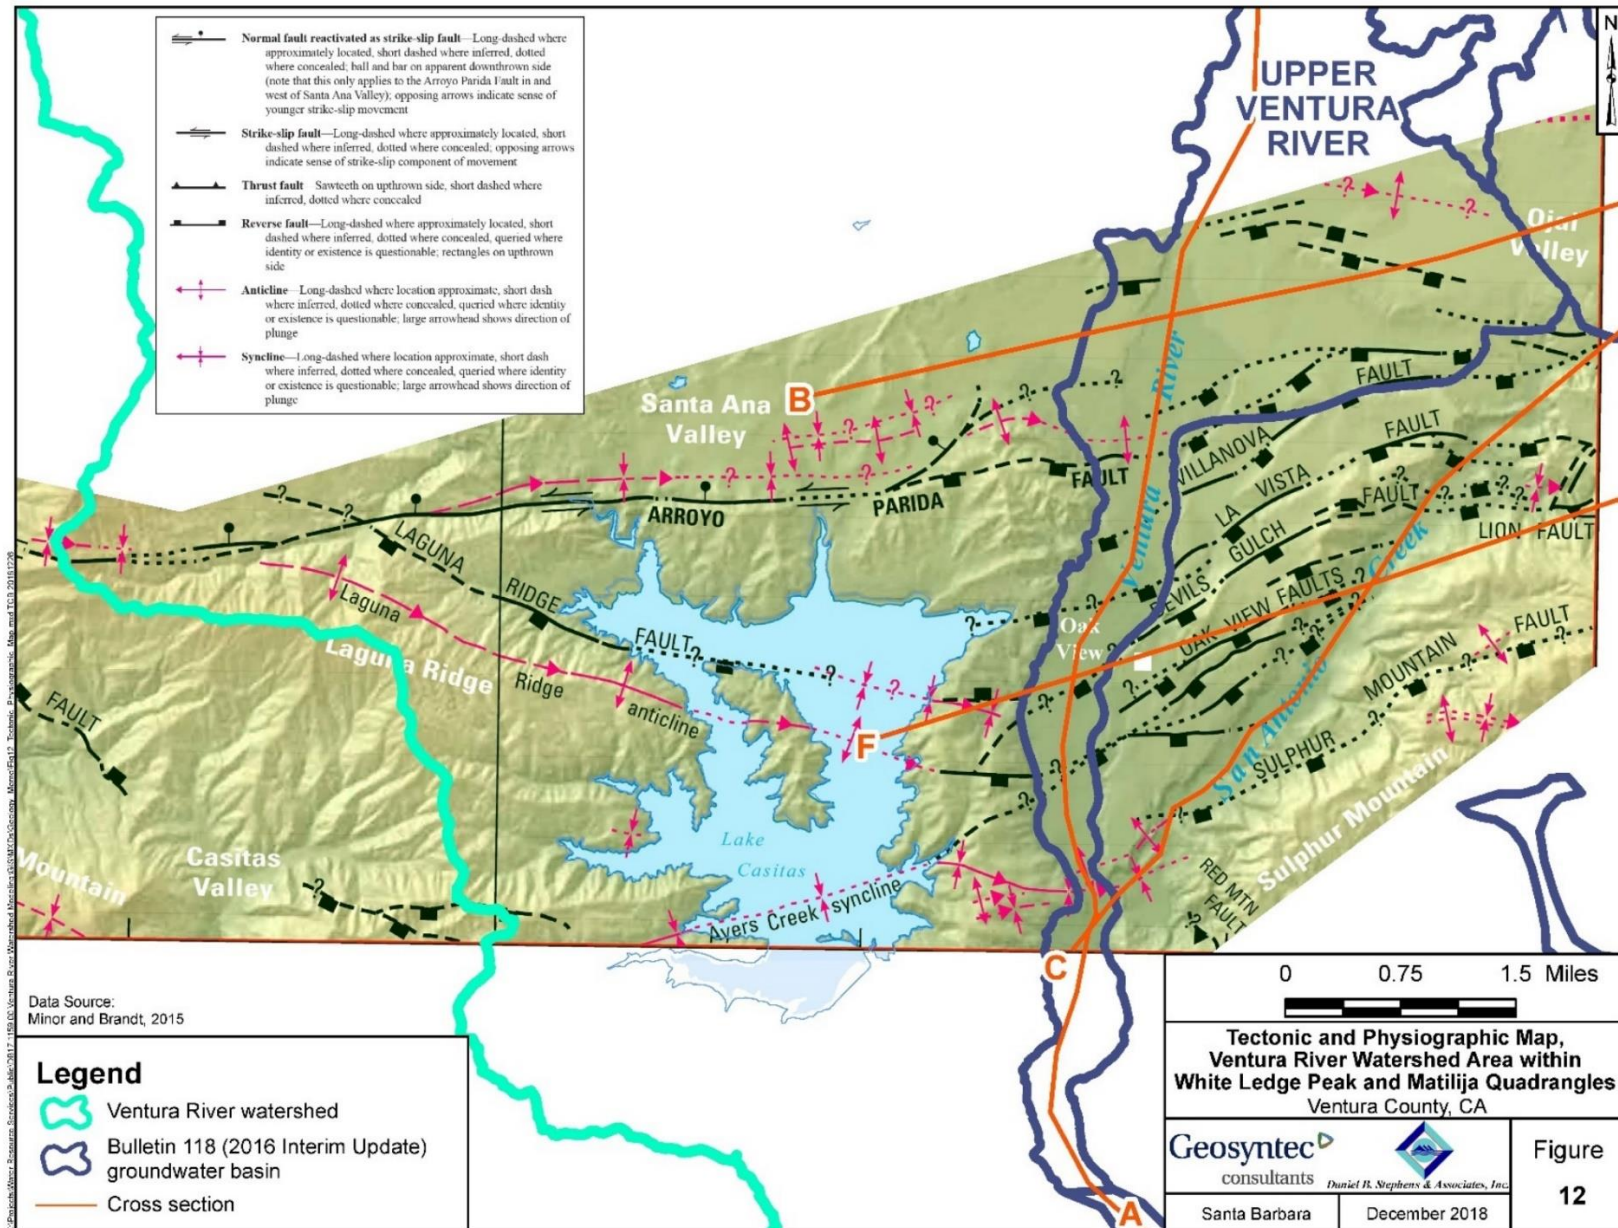 Normal fault reactivated as strike-slip fault—Long-dashed where
approximately located, short dashed where inferred, dotted
where concealed; ball and bar on apparent downthrown side
(note that this only applies to the Arroyo Parida Fault in and
west of Santa Ana Valley); opposing arrows indicate sense of
younger strike-slip movement
Strike-slip fault—Long-dashed where approximately located, short
dashed where inferred, dotted where concealed; opposing arrows
indicate sense of strike-slip component of movement
Thrust fault Sawteeth on upthrown side, short dashed where
inferred, dotted where concealed
Reverse fault—Long-dashed where approximately located, short
dashed where inferred, dotted where concealed, queried where
identity or existence is questionable; rectangles on upthrown
side
Anticline—Long-dashed where location approximate, short dash
where inferred, dotted where concealed, queried where identity
or existence is questionable; large arrowhead shows direction of
plunge
Syncline—Long-dashed where location approximate, short dash
where inferred, dotted where concealed, queried where identity
or existence is questionable; large arrowhead shows direction of
plunge
N
UPPER
VENTURA
RIVER
Ojai
Valley
Santa Ana
Valley
B
River
Ventura
FAULT
VILLANOVA
FAULT
LA VISTA
ARROYO
PARIDA
FAULT
DEVILS
GULCH
FAULT
LION FAULT
LAGUNA
RIDGE
FAULT
Laguna
Ridge
anticline
Laguna Ridge
Oak
View
OAK VIEW FAULTS
San Antonio
Creek
SULPHUR
MOUNTAIN
FAULT
Sulphur Mountain
F
FAULT
Mountain
Casitas
Valley
Lake
Casitas
Ayers Creek syncline
RED MTN
FAULT
C
A
Data Source:
Minor and Brandt, 2015
Legend
Ventura River watershed
Bulletin 118 (2016 Interim Update)
groundwater basin
Cross section
0 0.75 1.5 Miles
Tectonic and Physiographic Map,
Ventura River Watershed Area within
White Ledge Peak and Matilija Quadrangles
Ventura County, CA
Geosyntec
consultants
Daniel B. Stephens & Associates, Inc.
Figure
12
Santa Barbara
December 2018